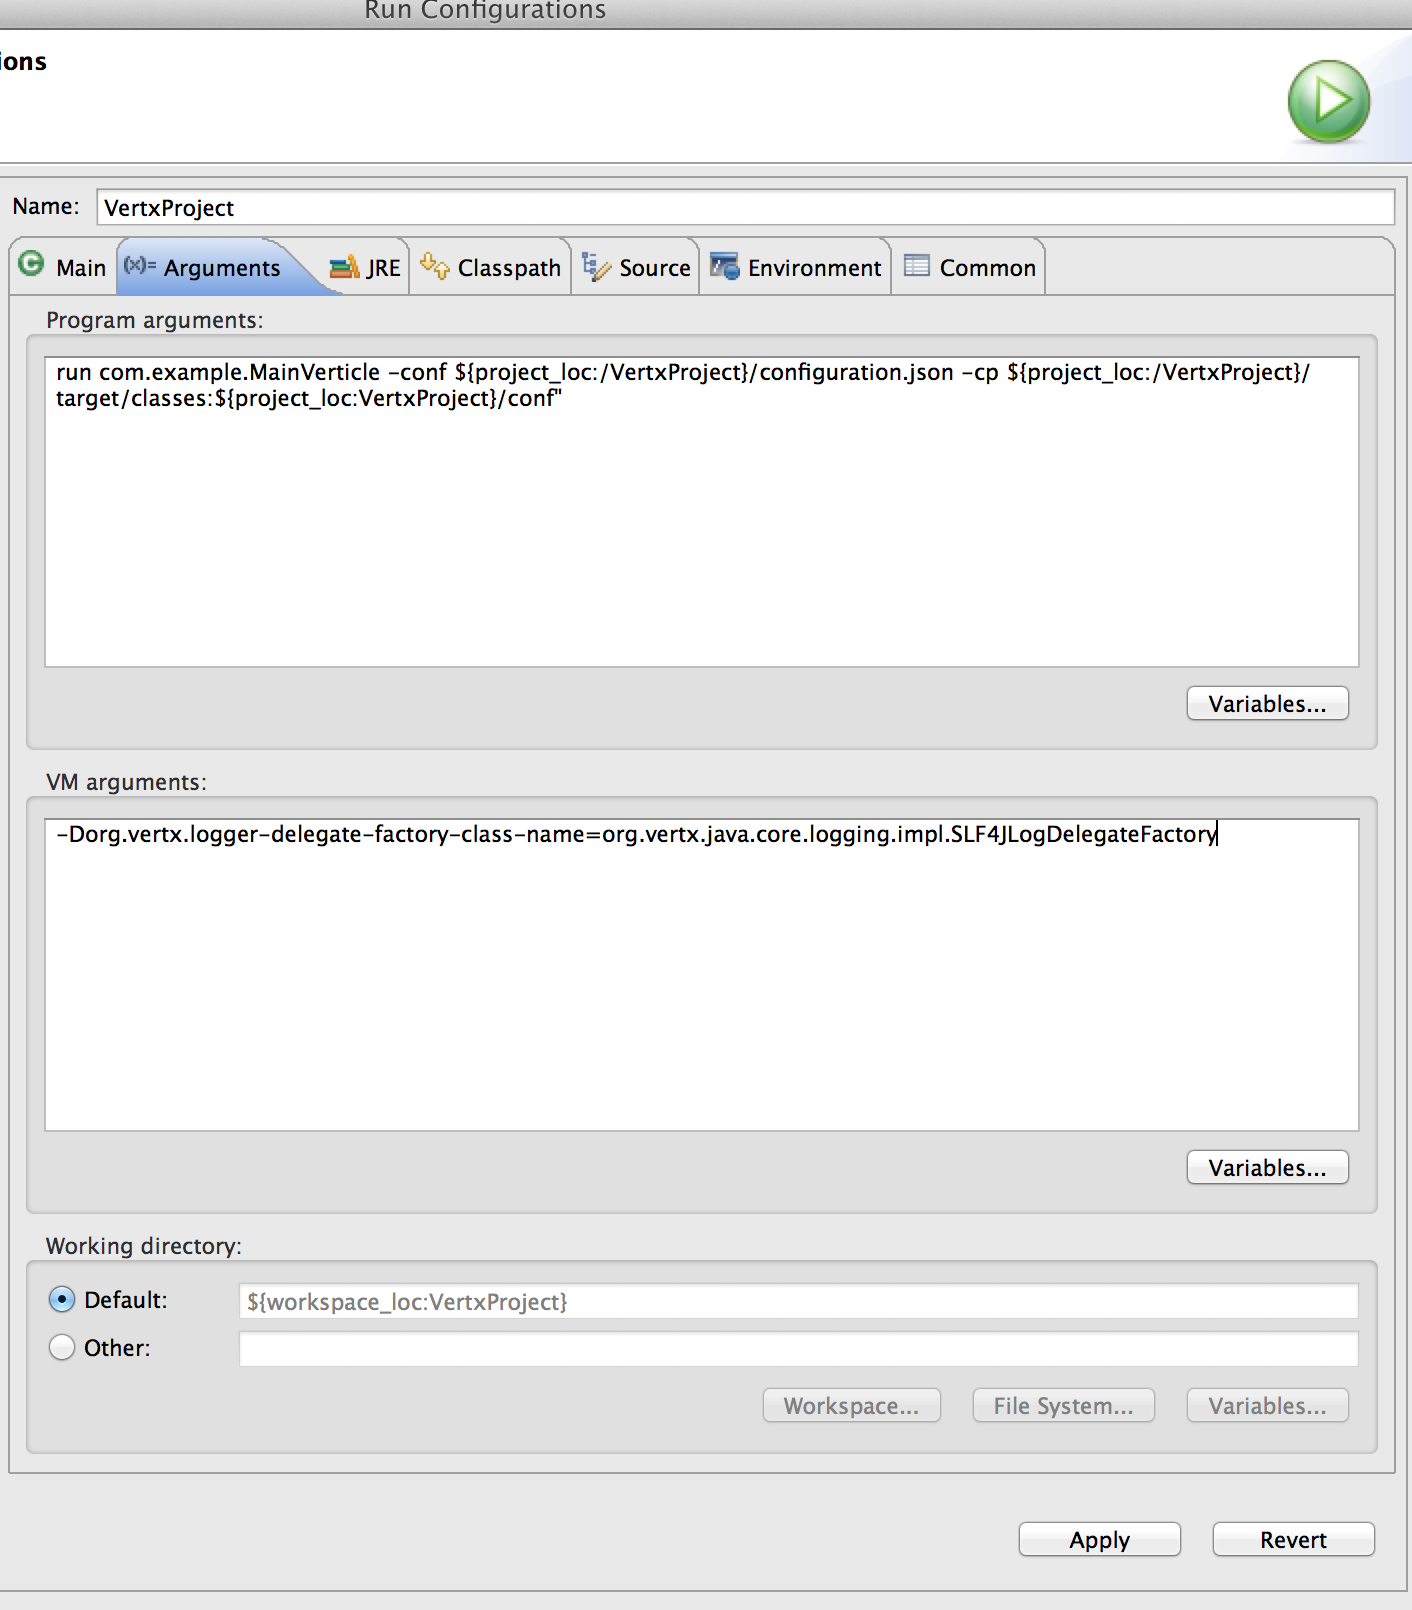 Run Configurations
ions
Name: VertxProject
Main (x)= Arguments JRE Classpath Source Environment Common
Program arguments:
run com.example.MainVerticle -conf ${project_loc:/VertxProject}/configuration.json -cp ${project_loc:/VertxProject}/
target/classes:${project_loc:VertxProject}/conf"
Variables...
VM arguments:
-Dorg.vertx.logger-delegate-factory-class-name=org.vertx.java.core.logging.impl.SLF4JLogDelegateFactory
Variables...
Working directory:
Default: ${workspace_loc:VertxProject}
Other:
Workspace... File System... Variables...
Apply Revert